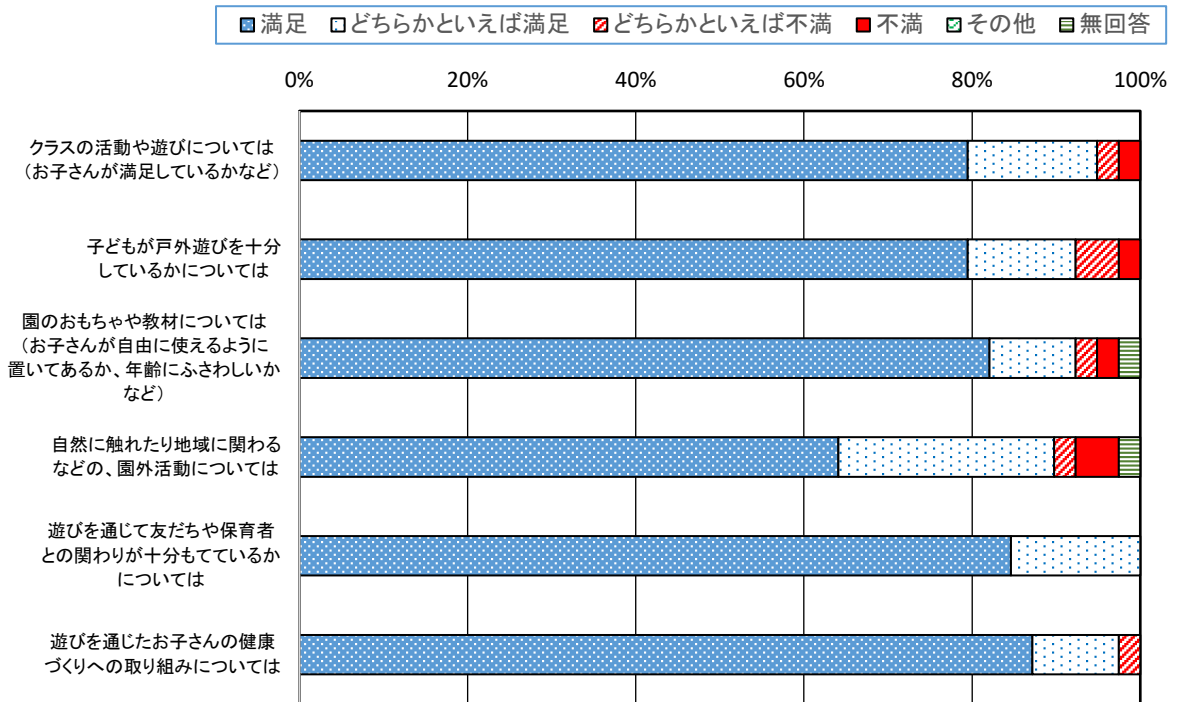 満足 どちらかといえば満足 どちらかといえば不満 不満 その他 無回答
0% 20% 40% 60% 80% 100%
クラスの活動や遊びについては
（お子さんが満足しているかなど）
子どもが戸外遊びを十分
しているかについては
園のおもちゃや教材については
（お子さんが自由に使えるように
置いてあるか、年齢にふさわしいか
など）
自然に触れたり地域に関わる
などの、園外活動については
遊びを通じて友だちや保育者
との関わりが十分もてているか
については
遊びを通じたお子さんの健康
づくりへの取り組みについては